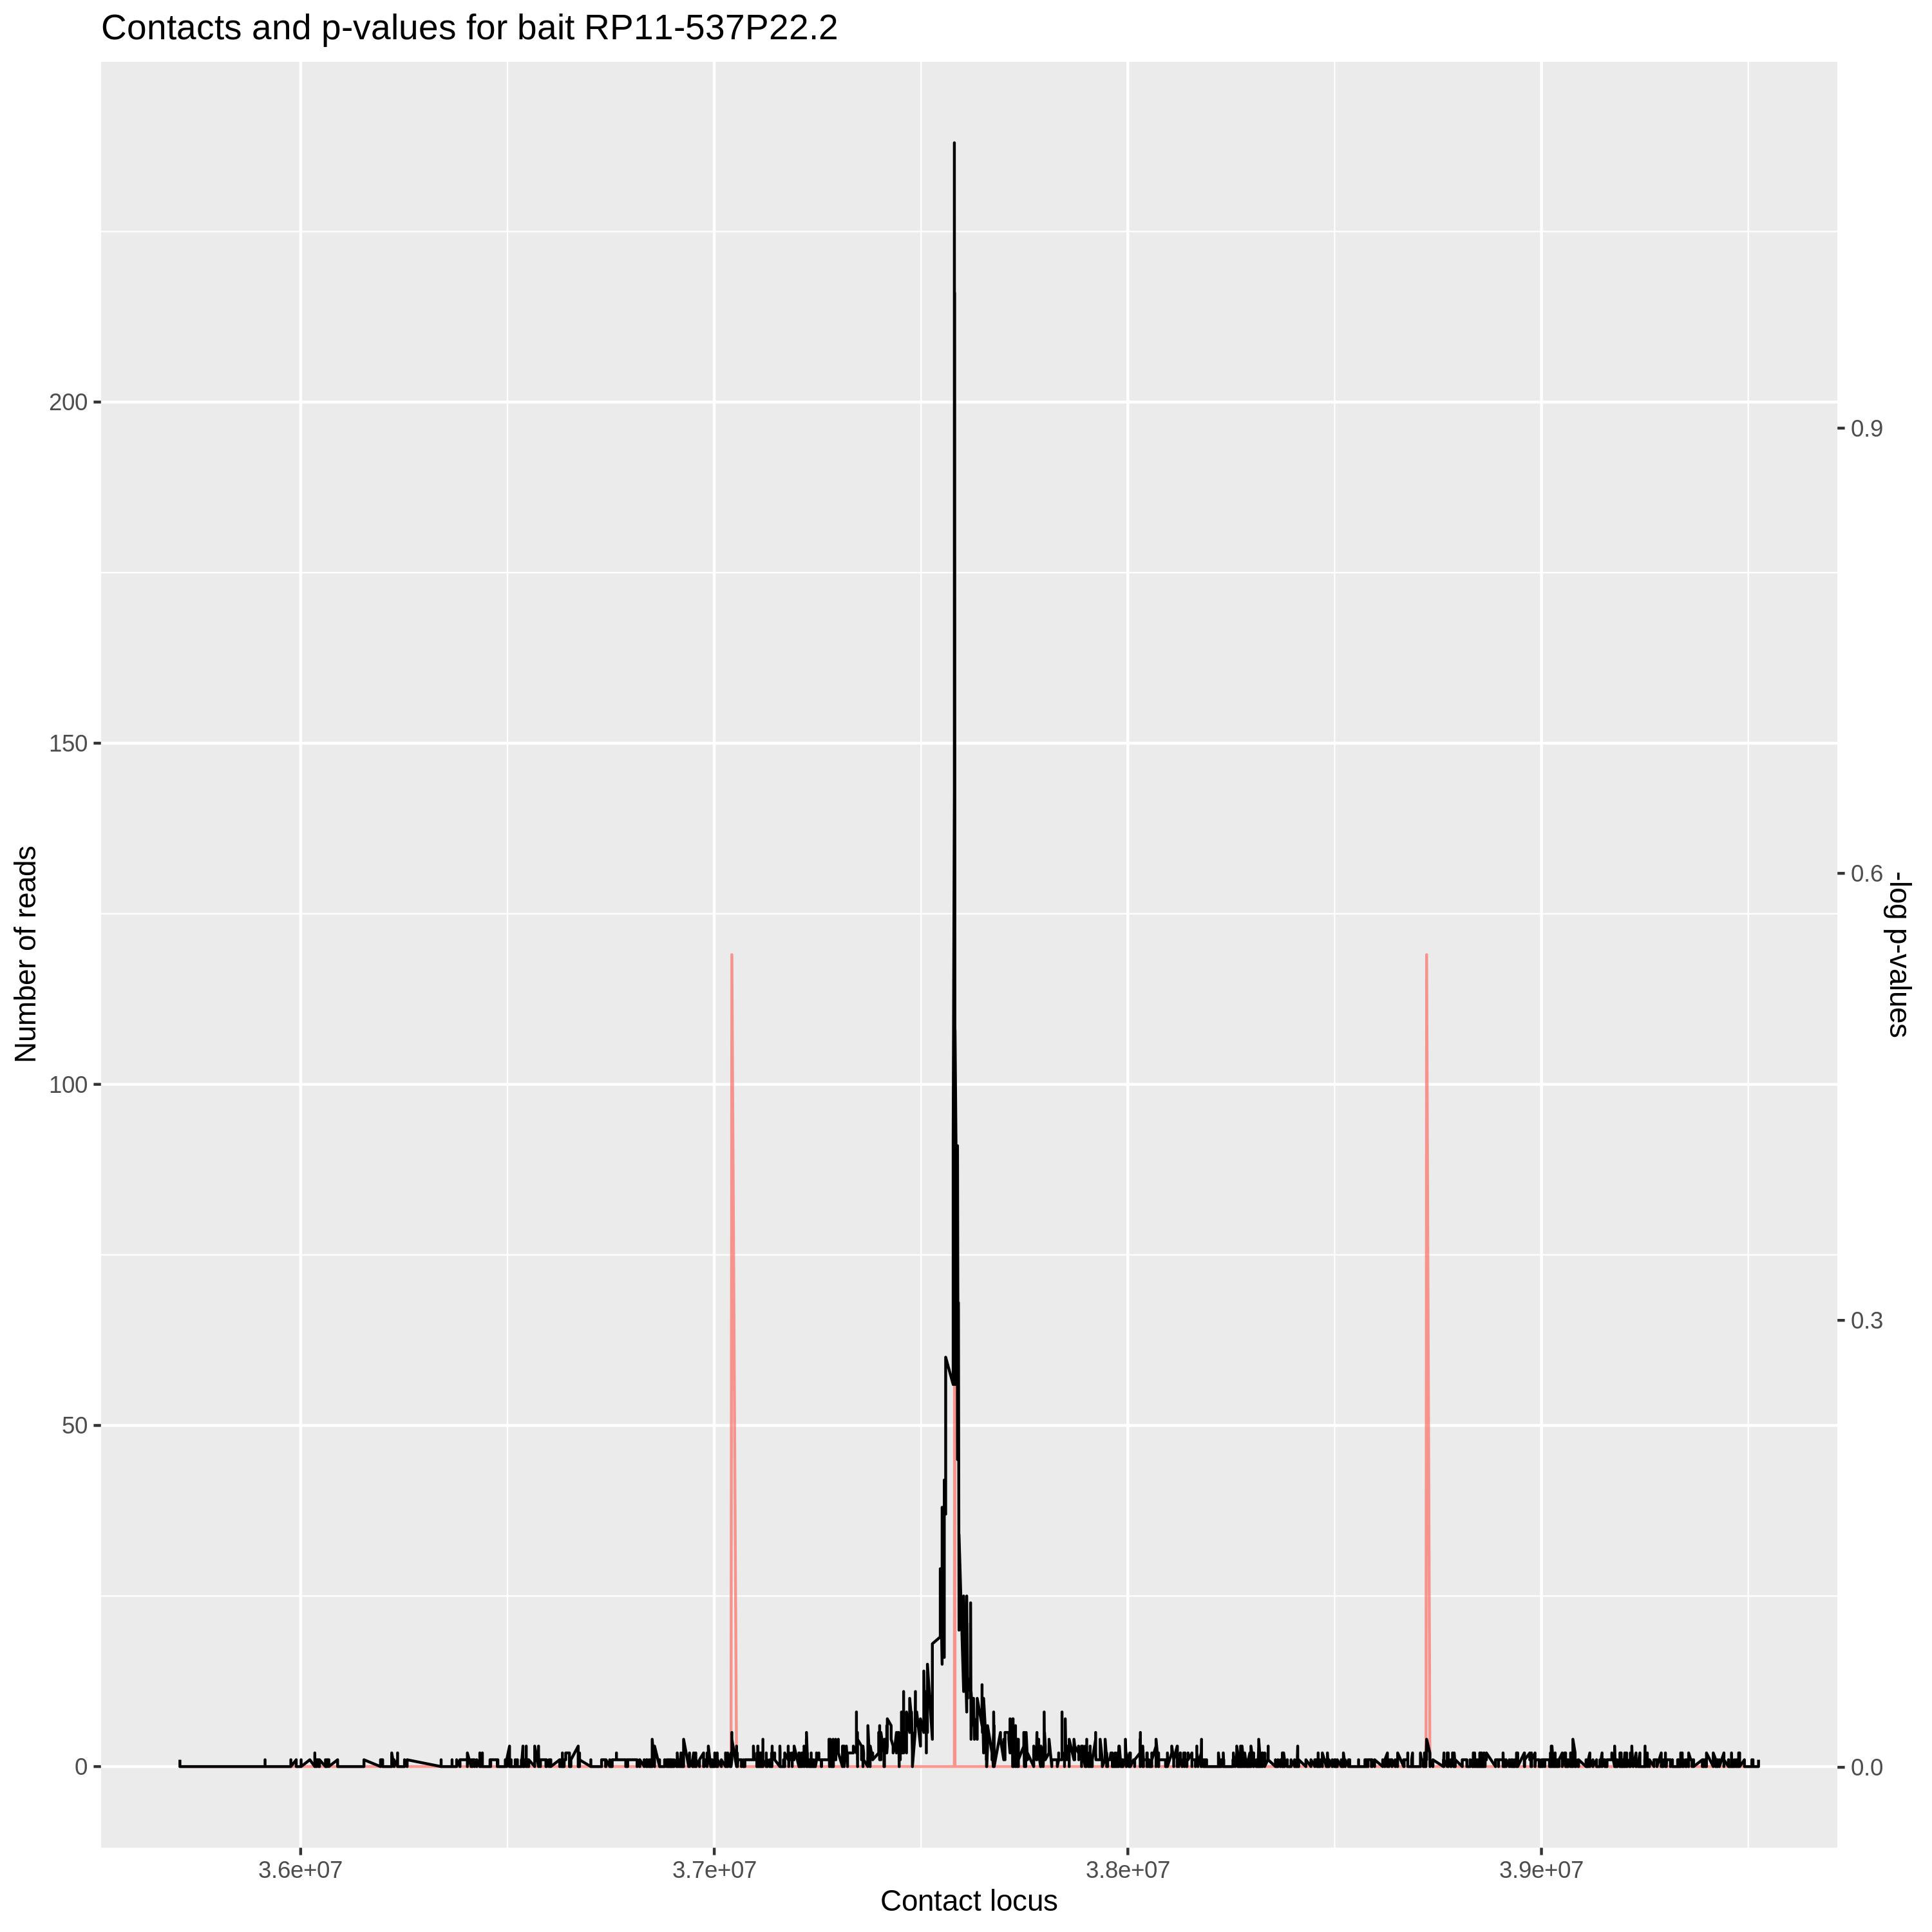 Contacts and p-values for bait RP11-537P22.2
200
150
100
50
0
Number of reads
0.9
0.6
0.3
0.0
-log p-values
3.6e+07 3.7e+07 3.8e+07 3.9e+07
Contact locus